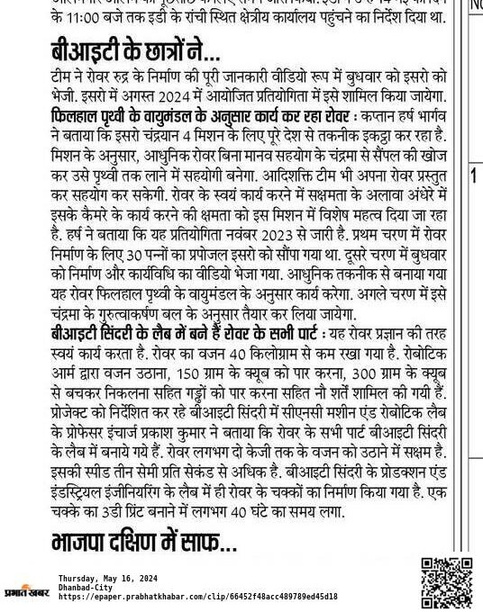 के 11:00 बजे तक इडी के रांची स्थित क्षेत्रीय कार्यालय पहुंचने का निर्देश दिया था.
बीआइटी के छात्रों ने...
टीम ने रोवर रुद्र के निर्माण की पूरी जानकारी वीडियो रूप में बुधवार को इसरो को
भेजी. इसरो में अगस्त 2024 में आयोजित प्रतियोगिता में इसे शामिल किया जायेगा.
फिलहाल पृथ्वी के वायुमंडल के अनुसार कार्य कर रहा रोवर : कप्तान हर्ष भार्गव
ने बताया कि इसरो चंद्रयान 4 मिशन के लिए पूरे देश से तकनीक इकट्ठा कर रहा है.
मिशन के अनुसार, आधुनिक रोवर बिना मानव सहयोग के चंद्रमा से सैंपल की खोज
कर उसे पृथ्वी तक लाने में सहयोगी बनेगा. आदिशक्ति टीम भी अपना रोवर प्रस्तुत
कर सहयोग कर सकेगी. रोवर के स्वयं कार्य करने में सक्षमता के अलावा अंधेरे में
इसके कैमरे के कार्य करने की क्षमता को इस मिशन में विशेष महत्व दिया जा रहा
है. हर्ष ने बताया कि यह प्रतियोगिता नवंबर 2023 से जारी है. प्रथम चरण में रोवर
निर्माण के लिए 30 पन्नों का प्रपोजल इसरो को सौंपा गया था. दूसरे चरण में बुधवार
को निर्माण और कार्यविधि का वीडियो भेजा गया. आधुनिक तकनीक से बनाया गया
यह रोवर फिलहाल पृथ्वी के वायुमंडल के अनुसार कार्य करेगा. अगले चरण में इसे
चंद्रमा के गुरुत्वाकर्षण बल के अनुसार तैयार कर लिया जायेगा.
बीआइटी सिंदरी के लैब में बने हैं रोवर के सभी पार्ट : यह रोवर प्रज्ञान की तरह
स्वयं कार्य करता है. रोवर का वजन 40 किलोग्राम से कम रखा गया है. रोबोटिक
आर्म द्वारा वजन उठाना, 150 ग्राम के क्यूब को पार करना, 300 ग्राम के क्यूब
से बचकर निकलना सहित गड्ढों को पार करना सहित नौ शर्तें शामिल की गयी हैं.
प्रोजेक्ट को निर्देशित कर रहे बीआइटी सिंदरी में सीएनसी मशीन एंड रोबोटिक लैब
के प्रोफेसर इंचार्ज प्रकाश कुमार ने बताया कि रोवर के सभी पार्ट बीआइटी सिंदरी
के लैब में बनाये गये हैं. रोवर लगभग दो केजी तक के वजन को उठाने में सक्षम है.
इसकी स्पीड तीन सेमी प्रति सेकंड से अधिक है. बीआइटी सिंदरी के प्रोडक्शन एंड
इंडस्ट्रियल इंजीनियरिंग के लैब में ही रोवर के चक्कों का निर्माण किया गया है. एक
चक्के का 3डी प्रिंट बनाने में लगभग 40 घंटे का समय लगा.
भाजपा दक्षिण में साफ...
1
प्रभात खबर
Thursday, May 16, 2024
Dhanbad-City
https://epaper.prabhatkhabar.com/clip/66452f48acc489789ed45d18